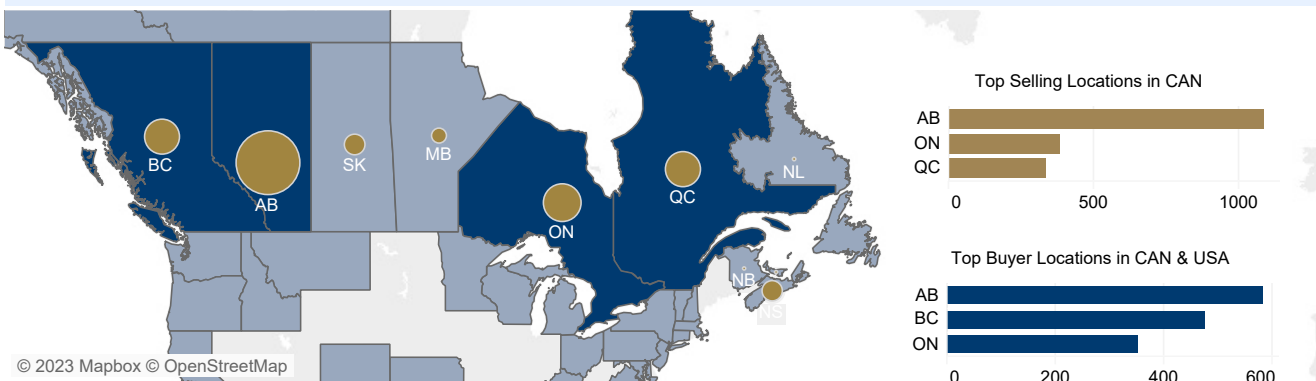 BC
AB
SK
MB
ON
QC
NL
NB
NS
© 2023 Mapbox © OpenStreetMap
Top Selling Locations in CAN
AB
ON
QC
0 500 1000
Top Buyer Locations in CAN & USA
AB
BC
ON
0 200 400 600